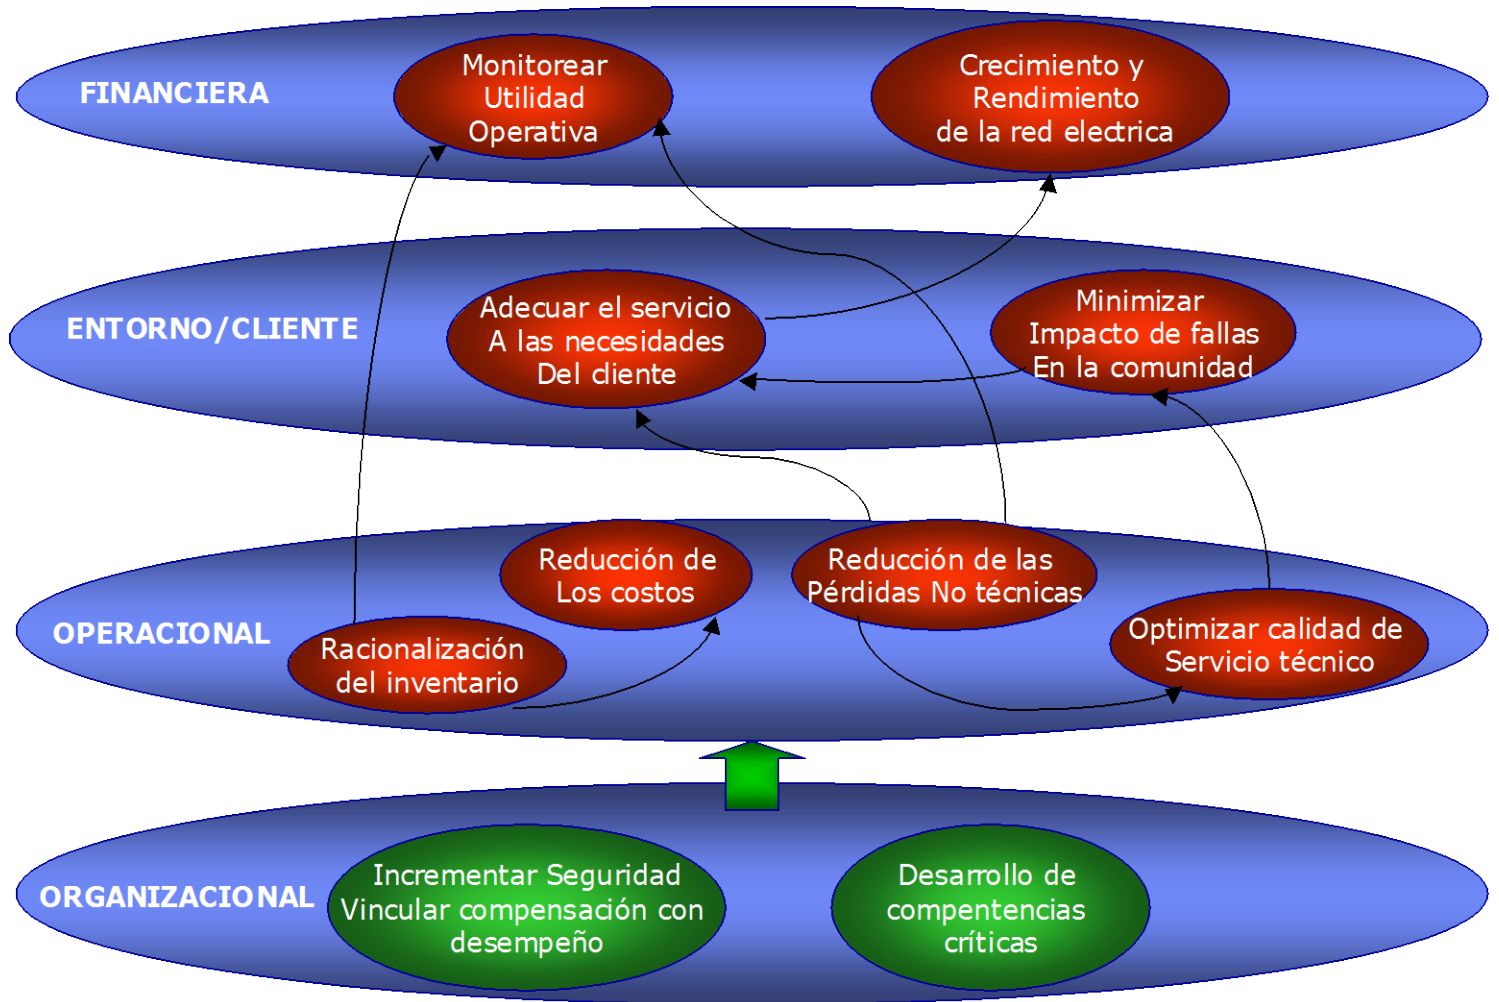 FINANCIERA
Monitorear
Utilidad
Operativa
Crecimiento y
Rendimiento
de la red electrica
ENTORNO/CLIENTE
Adecuar el servicio
A las necesidades
Del cliente
Minimizar
Impacto de fallas
En la comunidad
OPERACIONAL
Reducción de
Los costos
Reducción de las
Pérdidas No técnicas
Racionalización
del inventario
Optimizar calidad de
Servicio técnico
ORGANIZACIONAL
Incrementar Seguridad
Vincular compensación con
desempeño
Desarrollo de
compentencias
críticas